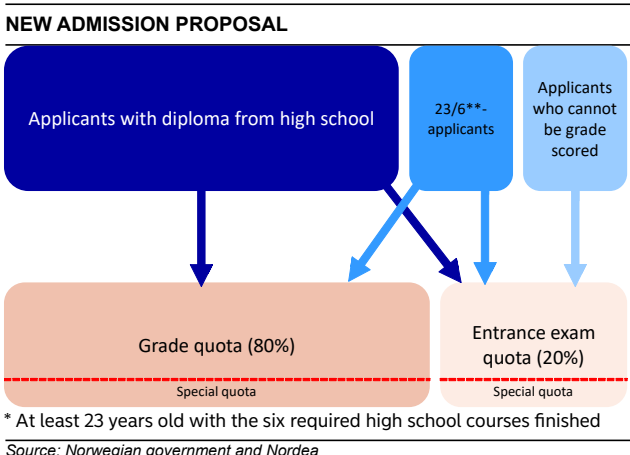 NEW ADMISSION PROPOSAL
Applicants with diploma from high school
23/6**-
applicants
Applicants
who cannot
be grade
scored
Grade quota (80%)
Entrance exam
quota (20%)
Special quota
Special quota
* At least 23 years old with the six required high school courses finished
Source: Norwegian government and Nordea